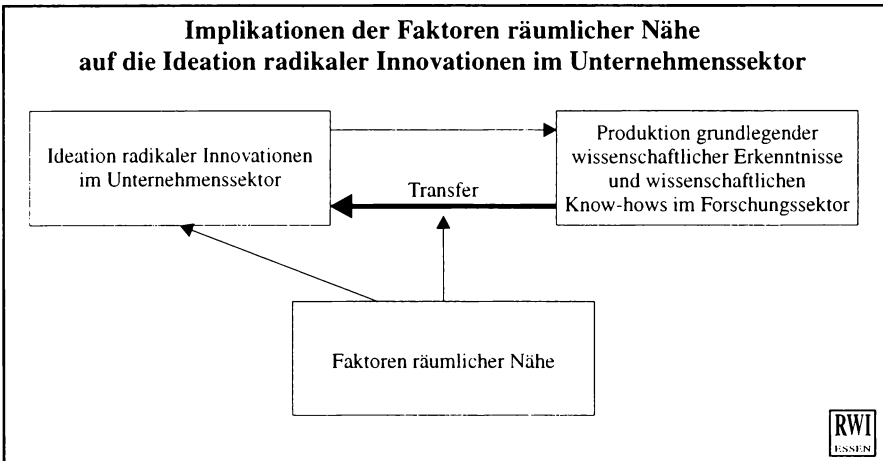 Implikationen der Faktoren räumlicher Nähe
auf die Ideation radikaler Innovationen im Unternehmenssektor
Ideation radikaler Innovationen
im Unternehmenssektor
Transfer
Produktion grundlegender
wissenschaftlicher Erkenntnisse
und wissenschaftlichen
Know-hows im Forschungssektor
Faktoren räumlicher Nähe
RWI
ESSEN